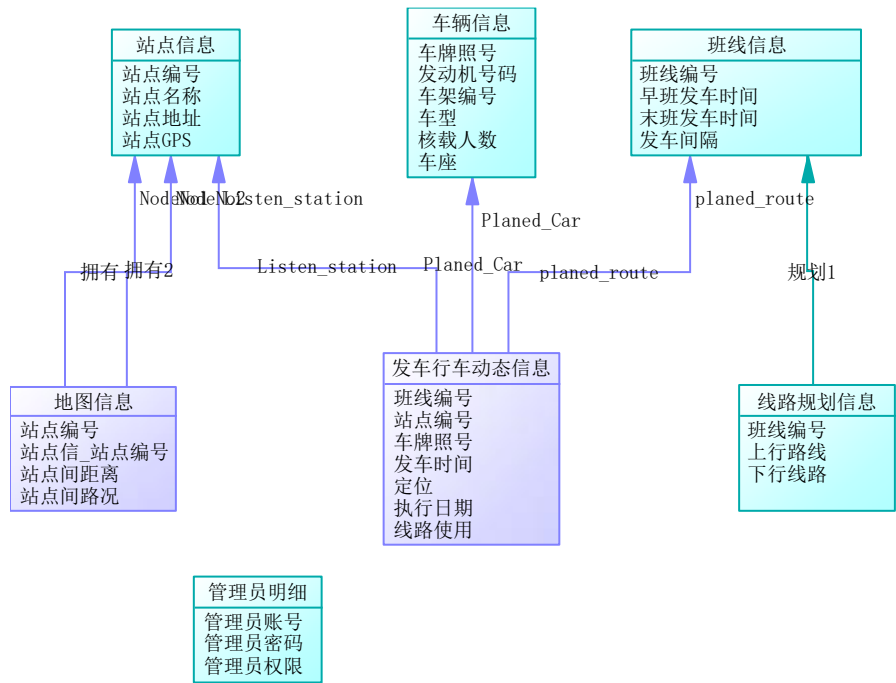 站点信息
站点编号
站点名称
站点地址
站点GPS
车辆信息
车牌照号
发动机号码
车架编号
车型
核载人数
车座
班线信息
班线编号
早班发车时间
末班发车时间
发车间隔
Node No1
Node No2
Listen_station
Planed_Car
planed_route
拥有
拥有2
Listen_station
Planed_Car
planed_route
规划1
地图信息
站点编号
站点信_站点编号
站点间距离
站点间路况
发车行车动态信息
班线编号
站点编号
车牌照号
发车时间
定位
执行日期
线路使用
线路规划信息
班线编号
上行路线
下行线路
管理员明细
管理员账号
管理员密码
管理员权限